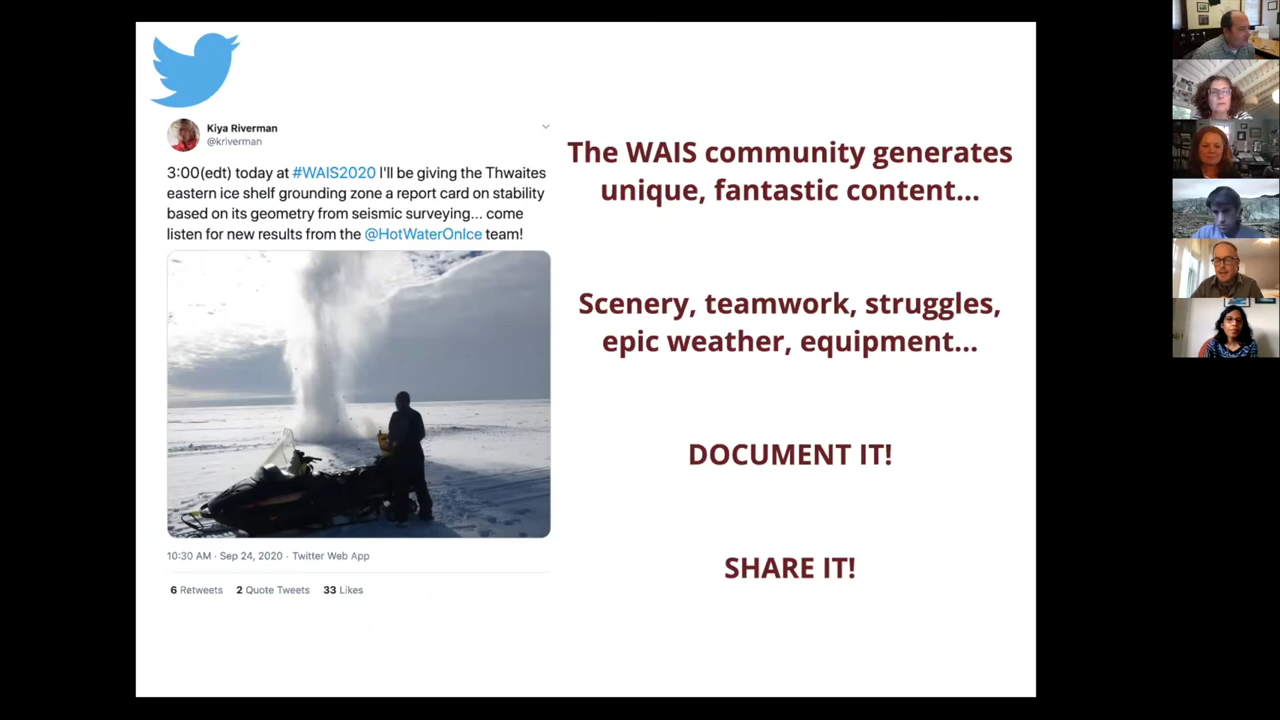 Kiya Riverman
@kriverman
3:00(edt) today at #WAIS2020 I'll be giving the Thwaites
eastern ice shelf grounding zone a report card on stability
based on its geometry from seismic surveying... come
listen for new results from the @HotWaterOnIce team!
10:30 AM · Sep 24, 2020 · Twitter Web App
6 Retweets 2 Quote Tweets 33 Likes
The WAIS community generates
unique, fantastic content...
Scenery, teamwork, struggles,
epic weather, equipment...
DOCUMENT IT!
SHARE IT!